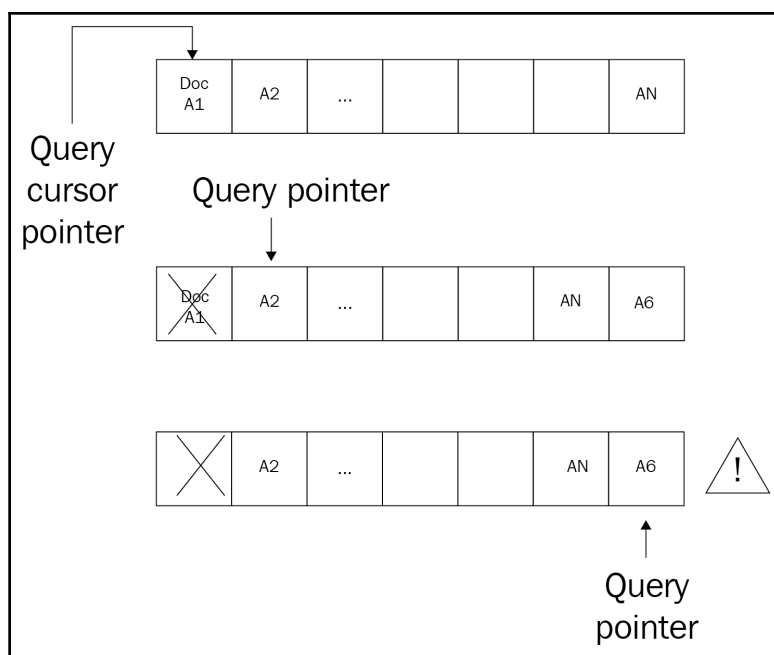 Doc
A1
A2
...
AN
Query
cursor
pointer
Query pointer
Doc
A1
A2
...
AN
A6
A2
...
AN
A6
!
Query
pointer